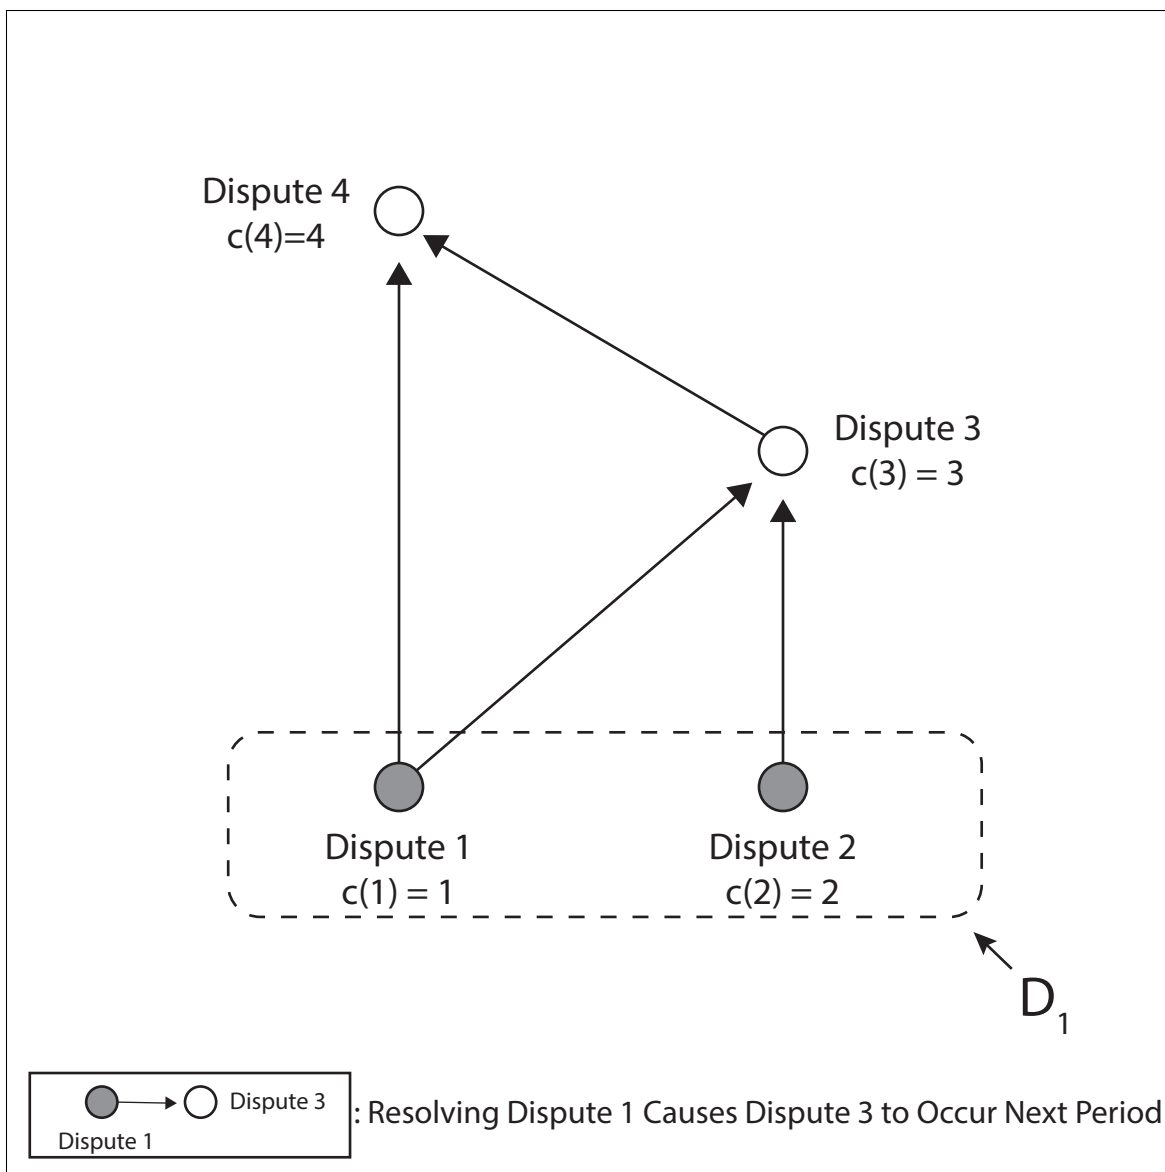 Dispute 4
c(4)=4
Dispute 3
c(3) = 3
Dispute 1
c(1) = 1
Dispute 2
c(2) = 2
D1
Dispute 3
Dispute 1
: Resolving Dispute 1 Causes Dispute 3 to Occur Next Period